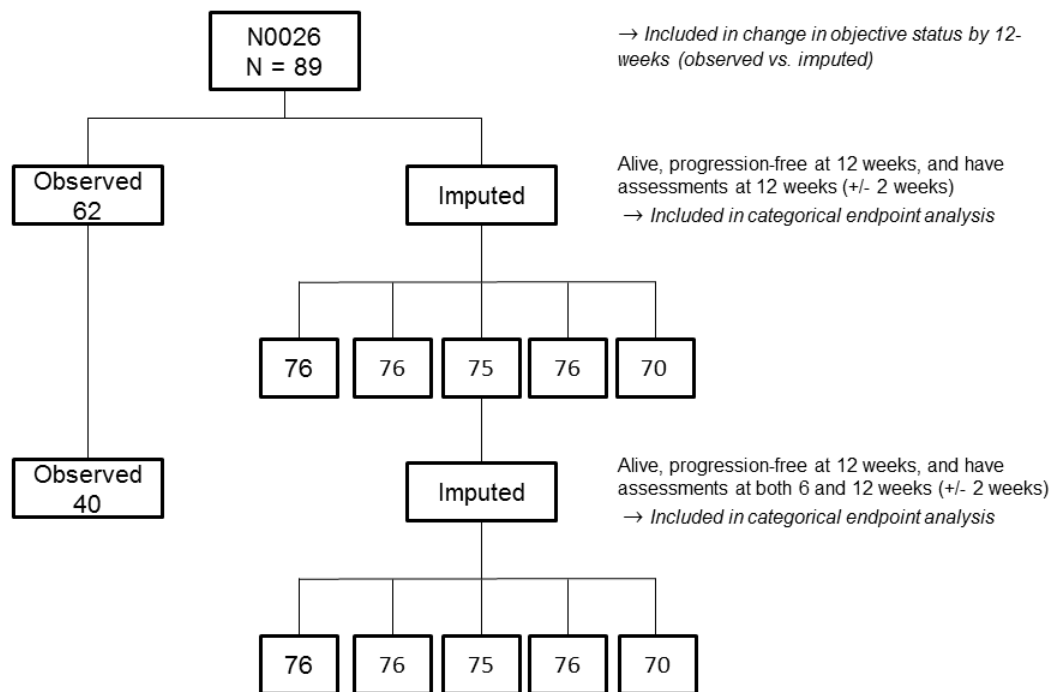 N0026
N = 89
→ Included in change in objective status by 12-
weeks (observed vs. imputed)
Observed
62
Imputed
Alive, progression-free at 12 weeks, and have
assessments at 12 weeks (+/- 2 weeks)
→ Included in categorical endpoint analysis
76 76 75 76 70
Observed
40
Imputed
Alive, progression-free at 12 weeks, and have
assessments at both 6 and 12 weeks (+/- 2 weeks)
→ Included in categorical endpoint analysis
76 76 75 76 70